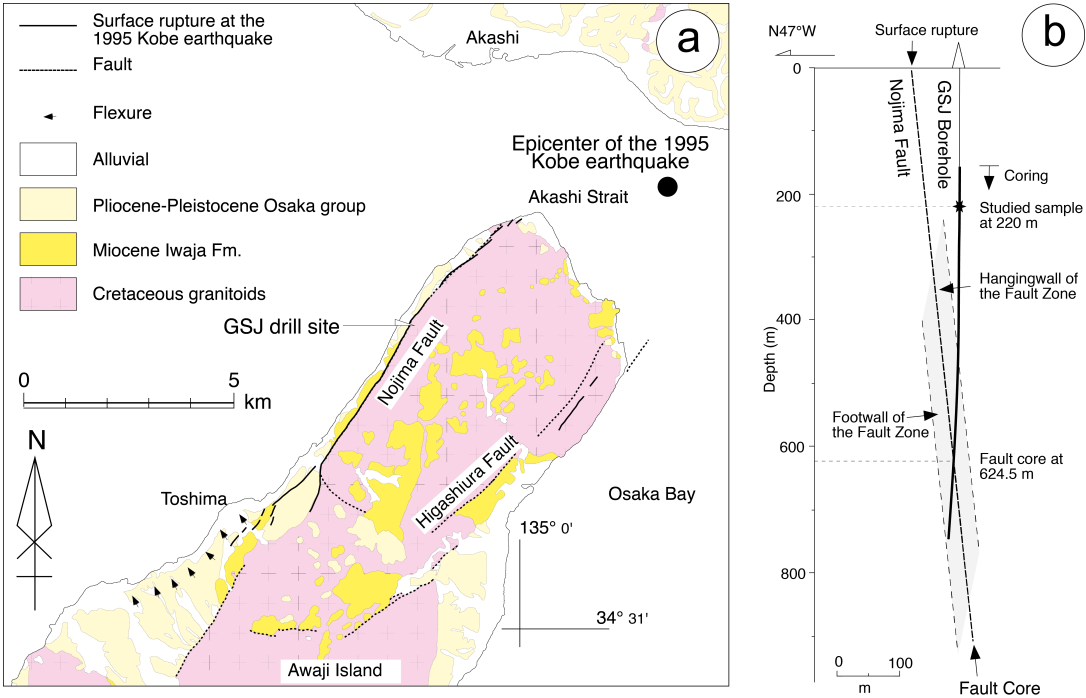 Surface rupture at the
1995 Kobe earthquake
Fault
Flexure
Alluvial
Pliocene-Pleistocene Osaka group
Miocene Iwaja Fm.
Cretaceous granitoids
GSJ drill site
0 5
km
N
Akashi
a
Epicenter of the 1995
Kobe earthquake
Akashi Strait
Nojima Fault
Higashiura Fault
Toshima
Osaka Bay
135° 0'
34° 31'
Awaji Island
b
N47°W
Surface rupture
0
Nojima Fault
GSJ Borehole
Coring
200
Studied sample
at 220 m
Hangingwall of
the Fault Zone
400
Depth (m)
Footwall of
the Fault Zone
600
Fault core at
624.5 m
800
0 100
m
Fault Core